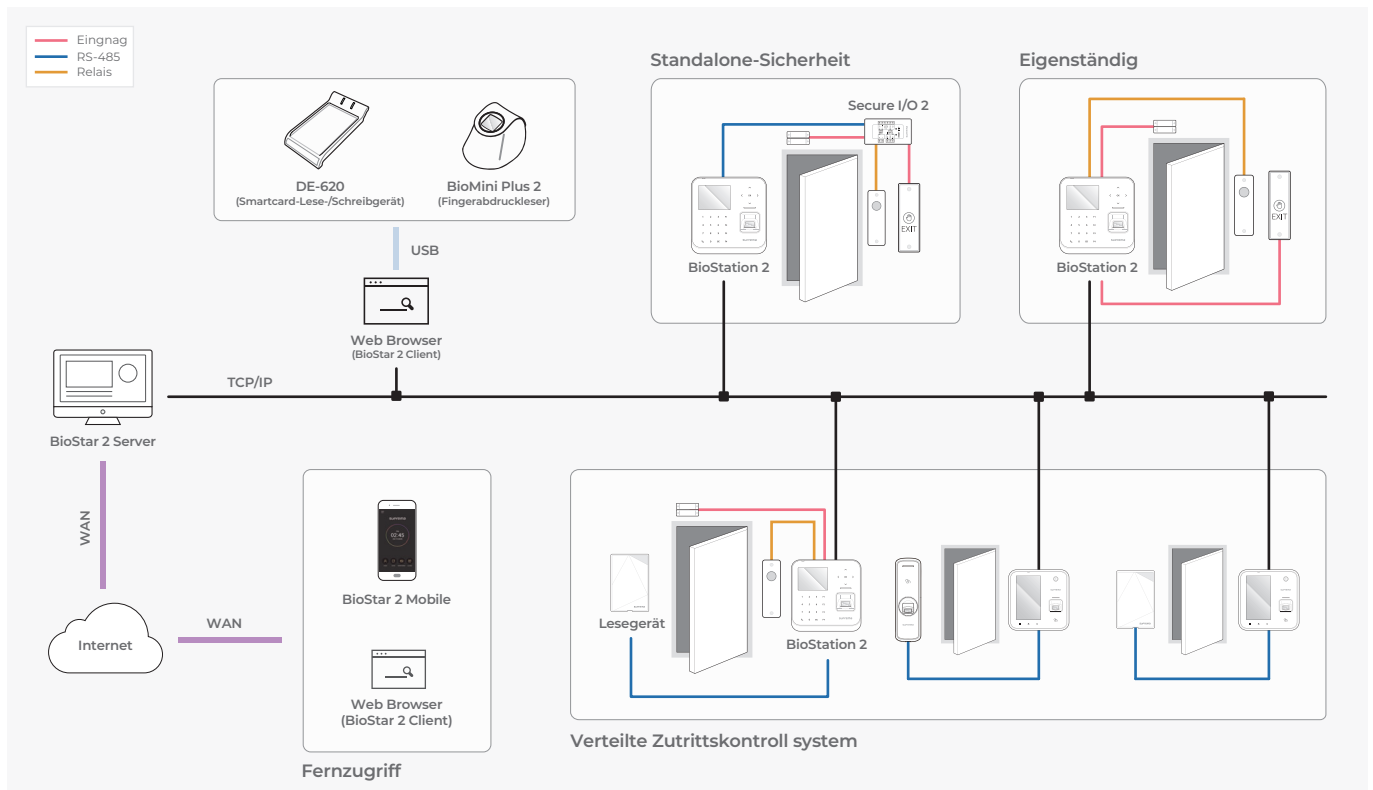 Eingnag
RS-485
Relais
DE-620
(Smartcard-Lese-/Schreibgerät)
BioMini Plus 2
(Fingerabdruckleser)
USB
Web Browser
(BioStar 2 Client)
Standalone-Sicherheit
Secure I/O 2
EXIT
BioStation 2
Eigenständig
EXIT
BioStation 2
TCP/IP
BioStar 2 Server
WAN
Internet
WAN
BioStar 2 Mobile
Web Browser
(BioStar 2 Client)
Fernzugriff
Lesegerät
BioStation 2
Verteilte Zutrittskontroll system
02:45